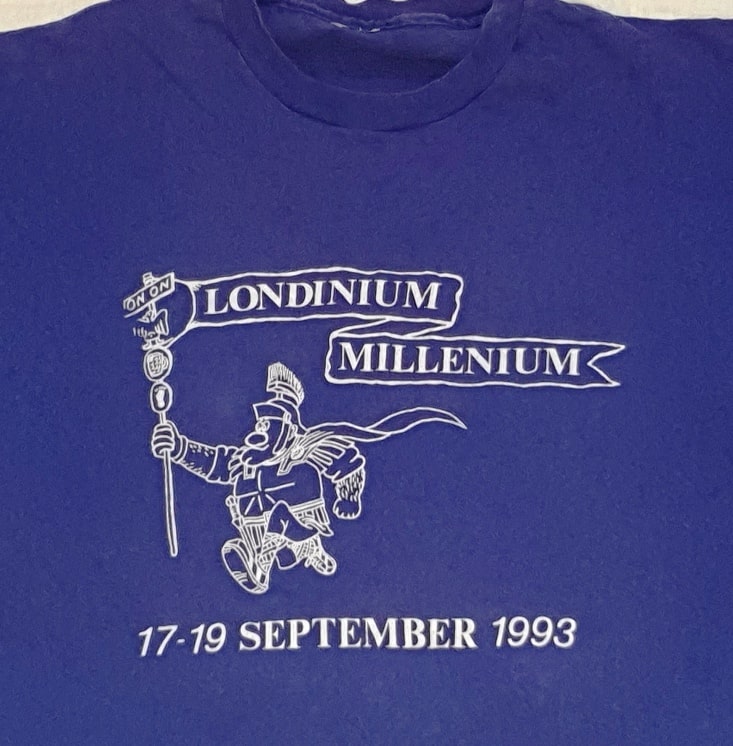 ON ON
LONDINIUM
MILLENIUM
17-19 SEPTEMBER 1993